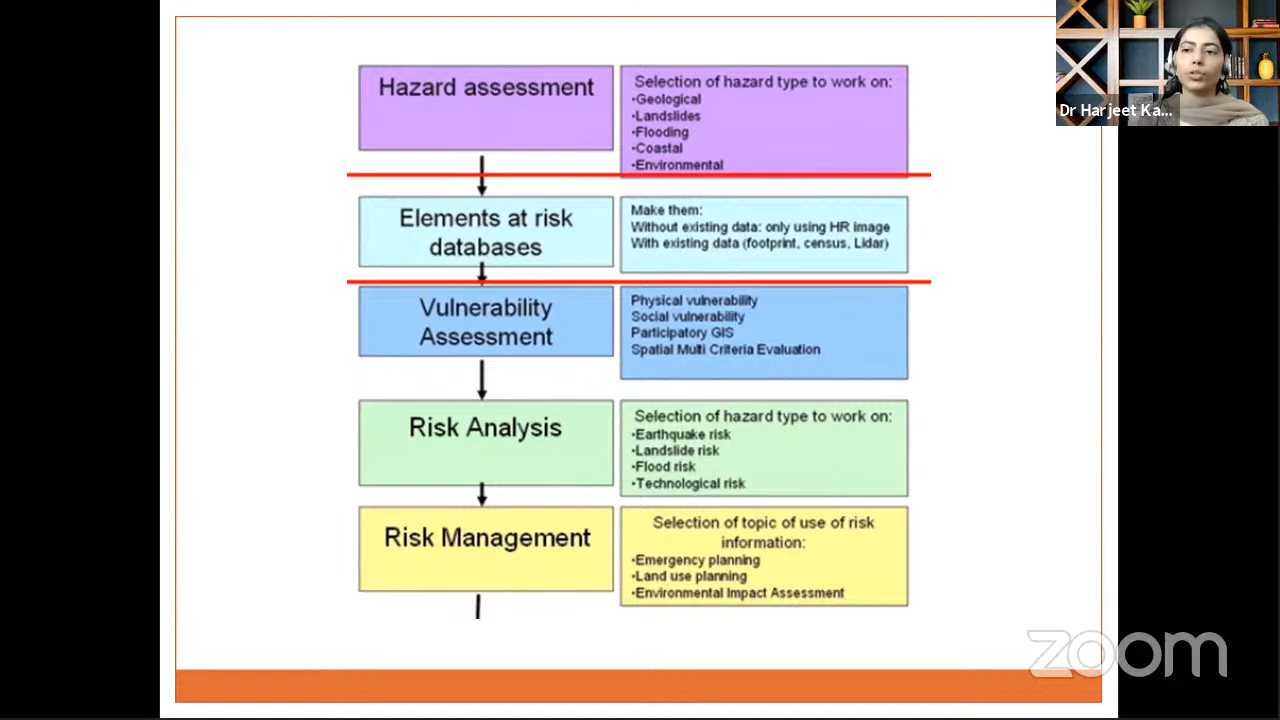 Hazard assessment
Selection of hazard type to work on:
•Geological
•Landslides
•Flooding
•Coastal
•Environmental
Elements at risk
databases
Make them:
Without existing data: only using HR image
With existing data (footprint, census, Lidar)
Vulnerability
Assessment
Physical vulnerability
Social vulnerability
Participatory GIS
Spatial Multi Criteria Evaluation
Risk Analysis
Selection of hazard type to work on:
•Earthquake risk
•Landslide risk
•Flood risk
•Technological risk
Risk Management
Selection of topic of use of risk
information:
•Emergency planning
•Land use planning
•Environmental Impact Assessment
Dr Harjeet Ka...
zoom